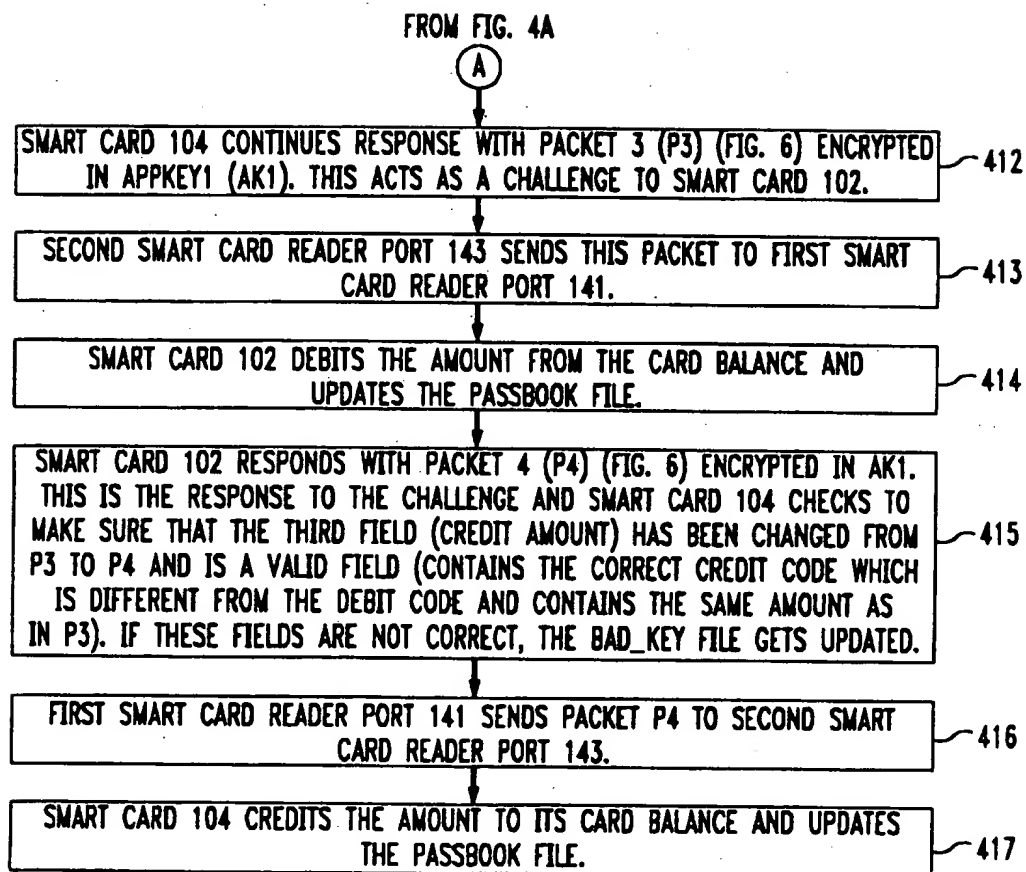 FROM FIG. 4A
A
SMART CARD 104 CONTINUES RESPONSE WITH PACKET 3 (P3) (FIG. 6) ENCRYPTED
IN APPKEY1 (AK1). THIS ACTS AS A CHALLENGE TO SMART CARD 102.
412
SECOND SMART CARD READER PORT 143 SENDS THIS PACKET TO FIRST SMART
CARD READER PORT 141.
413
SMART CARD 102 DEBITS THE AMOUNT FROM THE CARD BALANCE AND
UPDATES THE PASSBOOK FILE.
414
SMART CARD 102 RESPONDS WITH PACKET 4 (P4) (FIG. 6) ENCRYPTED IN AK1.
THIS IS THE RESPONSE TO THE CHALLENGE AND SMART CARD 104 CHECKS TO
MAKE SURE THAT THE THIRD FIELD (CREDIT AMOUNT) HAS BEEN CHANGED FROM
P3 TO P4 AND IS A VALID FIELD (CONTAINS THE CORRECT CREDIT CODE WHICH
IS DIFFERENT FROM THE DEBIT CODE AND CONTAINS THE SAME AMOUNT AS
IN P3). IF THESE FIELDS ARE NOT CORRECT, THE BAD_KEY FILE GETS UPDATED.
415
FIRST SMART CARD READER PORT 141 SENDS PACKET P4 TO SECOND SMART
CARD READER PORT 143.
416
SMART CARD 104 CREDITS THE AMOUNT TO ITS CARD BALANCE AND UPDATES
THE PASSBOOK FILE.
417